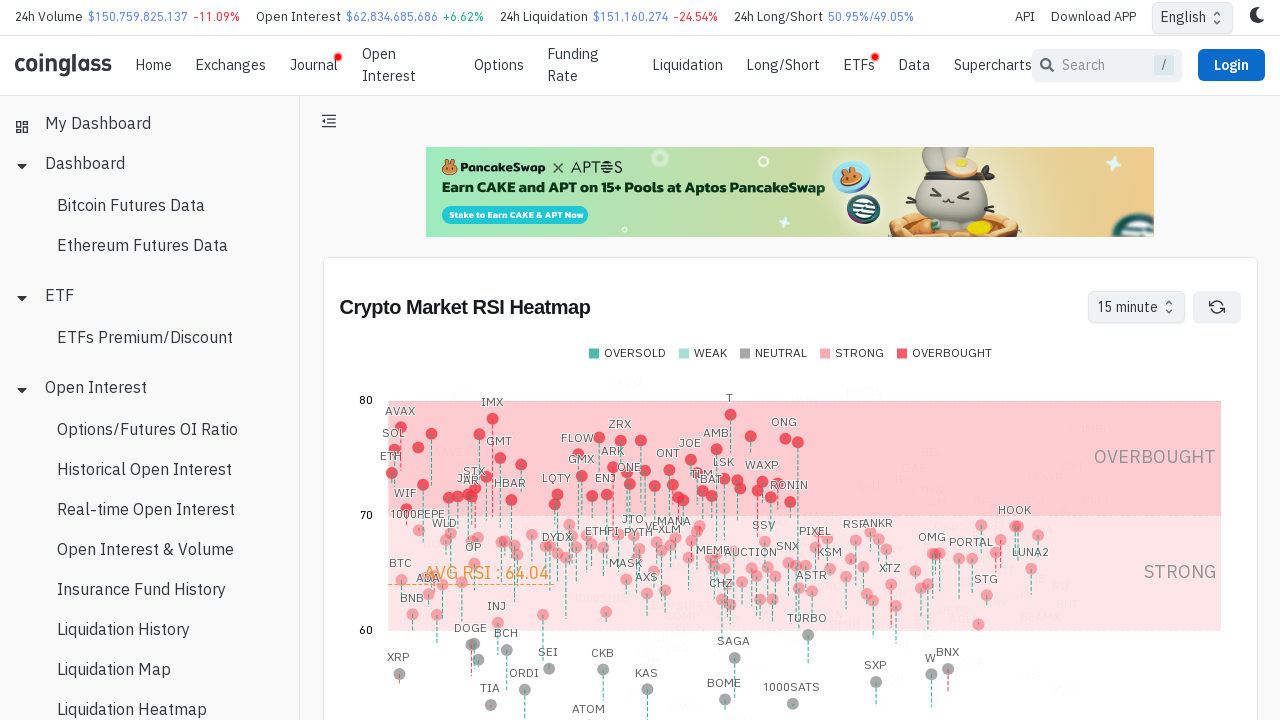 24h Volume $150,759,825,137 -11.09% Open Interest $62,834,685,686 +6.62% 24h Liquidation $151,160,274 -24.54% 24h Long/Short 50.95%/49.05% API Download APP English
coinglass Home Exchanges Journal Open Interest Options Funding Rate Liquidation Long/Short ETFs Data Supercharts Search / Login
My Dashboard
Dashboard
Bitcoin Futures Data
Ethereum Futures Data
ETF
ETFs Premium/Discount
Open Interest
Options/Futures OI Ratio
Historical Open Interest
Real-time Open Interest
Open Interest & Volume
Insurance Fund History
Liquidation History
Liquidation Map
Liquidation Heatmap
PancakeSwap × APTOS
Earn CAKE and APT on 15+ Pools at Aptos PancakeSwap
Stake to Earn CAKE & APT Now
Crypto Market RSI Heatmap
15 minute
OVERSOLD WEAK NEUTRAL STRONG OVERBOUGHT
80
IMX
T
AVAX
ZRX
ONG
SOL
FLOW
GMT
AMB
JOE
ETH
GMX
ARK
ONT
LSK
WAXP
OVERBOUGHT
STX
ONE
TLM
LQTY
ENJ
BAT
HBAR
RONIN
WIF
70
1000PEPE
WLD
JTO
MANA
HOOK
ETHFI
PYTH
XLM
SSV
PIXEL
RSR
ANKR
DYDX
OMG
PORTAL
OP
MEME
AUCTION
SNX
KSM
LUNA2
BTC
MASK
XTZ
STRONG
AVG RSI : 64.04
ADA
AXS
CHZ
ASTR
STG
BNB
INJ
60
DOGE
BCH
TURBO
XRP
SEI
CKB
SAGA
W
BNX
ORDI
KAS
SXP
TIA
BOME
1000SATS
ATOM